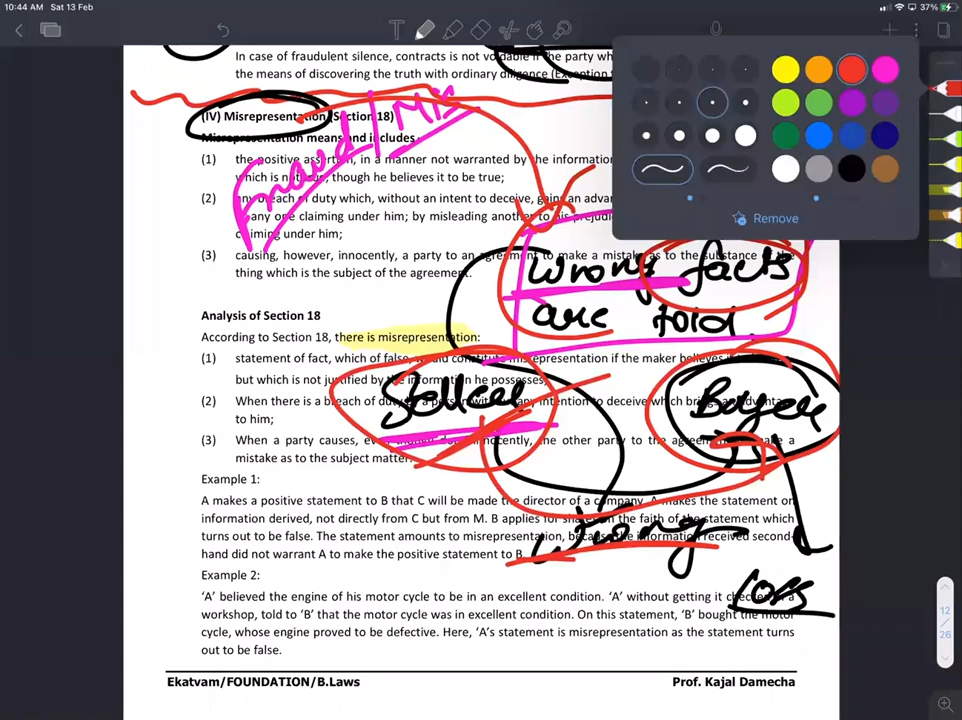 10:44 AM Sat 13 Feb
37%
In case of fraudulent silence, contracts is not voidable if the party wh
the means of discovering the truth with ordinary diligence (Exception
(IV) Misrepresentation (Section 18)
Fraud / Mis
Misrepresentation means and includes
(1) the positive assertion, in a manner not warranted by the information
which is not true, though he believes it to be true;
(2) any breach of duty which, without an intent to deceive, gains an adva
any one claiming under him; by misleading another to his prejudice
claiming under him;
(3) causing, however, innocently, a party to an agreement to make a mistake as to the substance of the
thing which is the subject of the agreement.
Remove
Wrong facts
are told
Analysis of Section 18
According to Section 18, there is misrepresentation:
(1) statement of fact, which of false, would constitute misrepresentation if the maker believes
but which is not justified by the information he possesses;
Seller
Buyer
(2) When there is a breach of duty by a person without any intention to deceive which brings an advantage
to him;
(3) When a party causes, even innocently, the other party to the agreement make a
mistake as to the subject matter.
Example 1:
A makes a positive statement to B that C will be made the director of a company. A makes the statement on
information derived, not directly from C but from M. B applies for shares on the faith of the statement which
turns out to be false. The statement amounts to misrepresentation, because the information received second-
hand did not warrant A to make the positive statement to B.
wrong
loss
Example 2:
‘A’ believed the engine of his motor cycle to be in an excellent condition. ‘A’ without getting it checked in a
workshop, told to ‘B’ that the motor cycle was in excellent condition. On this statement, ‘B’ bought the motor
cycle, whose engine proved to be defective. Here, ‘A’s statement is misrepresentation as the statement turns
out to be false.
12
/
26
Ekatvam/FOUNDATION/B.Laws Prof. Kajal Damecha